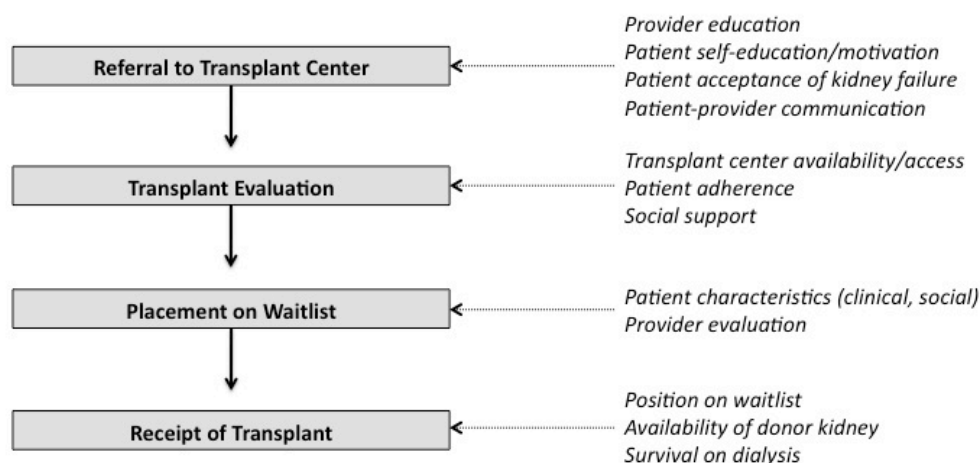 Referral to Transplant Center
Provider education
Patient self-education/motivation
Patient acceptance of kidney failure
Patient-provider communication
Transplant Evaluation
Transplant center availability/access
Patient adherence
Social support
Placement on Waitlist
Patient characteristics (clinical, social)
Provider evaluation
Receipt of Transplant
Position on waitlist
Availability of donor kidney
Survival on dialysis